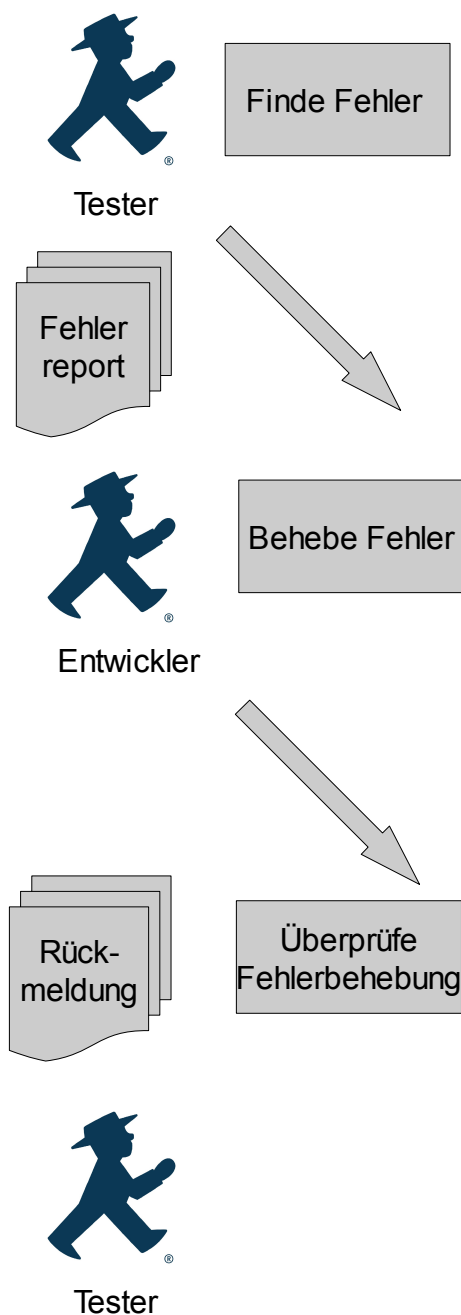 Finde Fehler
®
Tester
Fehler
report
Behebe Fehler
®
Entwickler
Rück-
meldung
Überprüfe
Fehlerbehebung
®
Tester